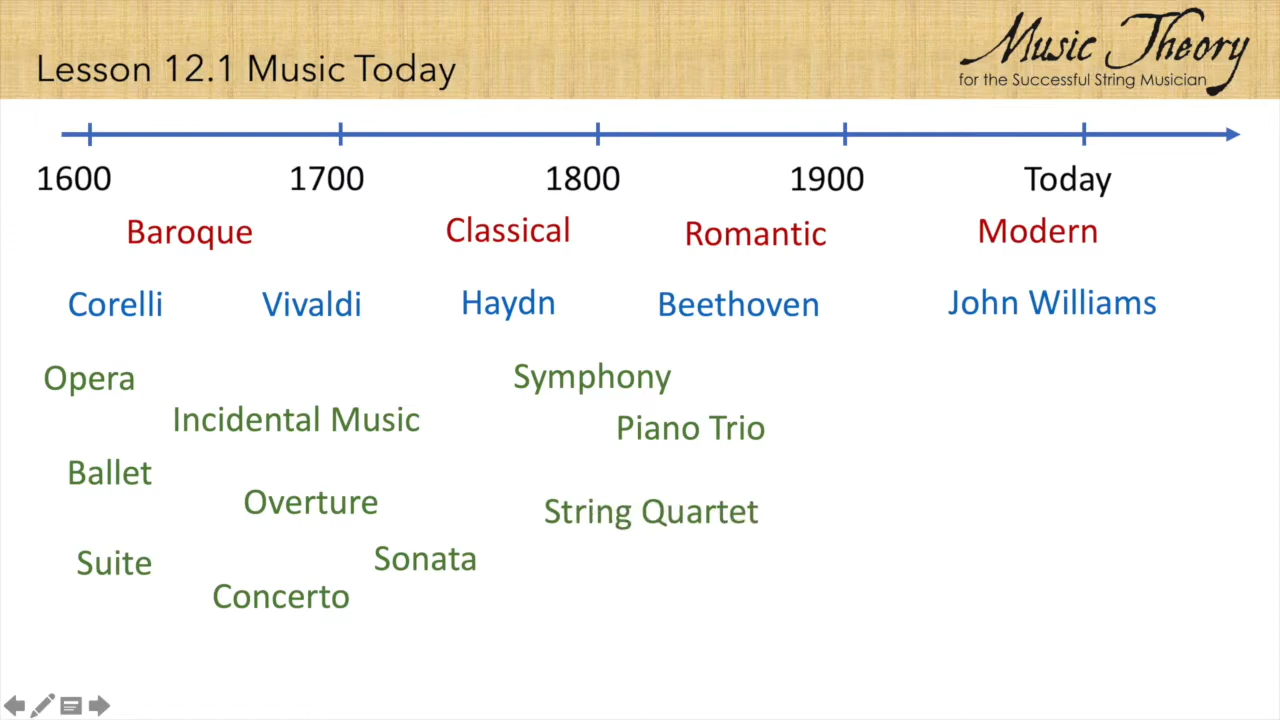 Lesson 12.1 Music Today
Music Theory
for the Successful String Musician
1600 1700 1800 1900 Today
Baroque Classical Romantic Modern
Corelli Vivaldi Haydn Beethoven John Williams
Opera Symphony
Incidental Music Piano Trio
Ballet
Overture String Quartet
Suite Sonata
Concerto